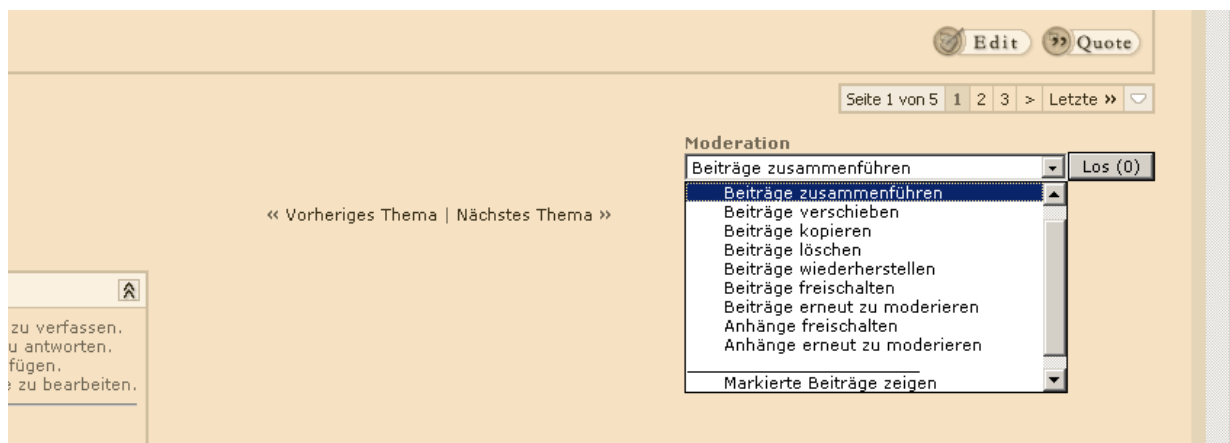 Edit Quote
Seite 1 von 5 1 2 3 > Letzte »
Moderation
Beiträge zusammenführen Los (0)
Beiträge zusammenführen
Beiträge verschieben
« Vorheriges Thema | Nächstes Thema »
Beiträge kopieren
Beiträge löschen
Beiträge wiederherstellen
Beiträge freischalten
Beiträge erneut zu moderieren
Anhänge freischalten
Anhänge erneut zu moderieren
Markierte Beiträge zeigen
zu verfassen.
u antworten.
fügen.
zu bearbeiten.